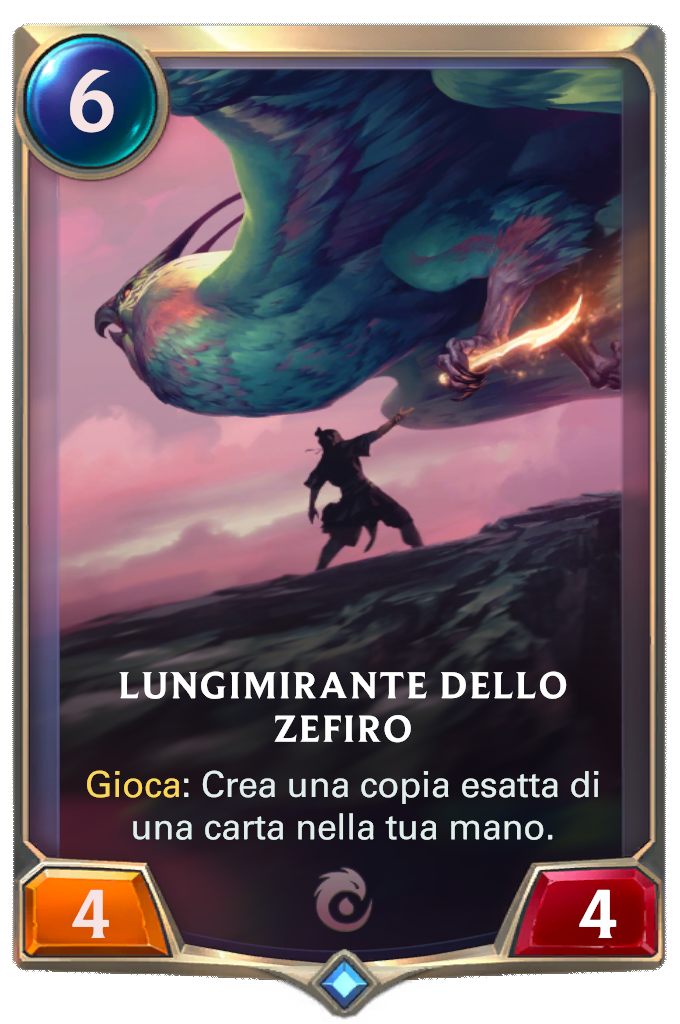 6
LUNGIMIRANTE DELLO
ZEFIRO
Gioca: Crea una copia esatta di
una carta nella tua mano.
4
4